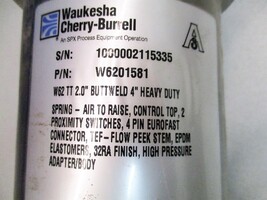 Waukesha
Cherry-Burrell
An SPX Process Equipment Operation
S/N: 1000002115335
P/N: W6201581
W62 TT 2.0" BUTTWELD 4" HEAVY DUTY
SPRING - AIR TO RAISE, CONTROL TOP, 2
PROXIMITY SWITCHES, 4 PIN EUROFAST
CONNECTOR, TEF-FLOW PEEK STEM, EPDM
ELASTOMERS, 32RA FINISH, HIGH PRESSURE
ADAPTER/BODY